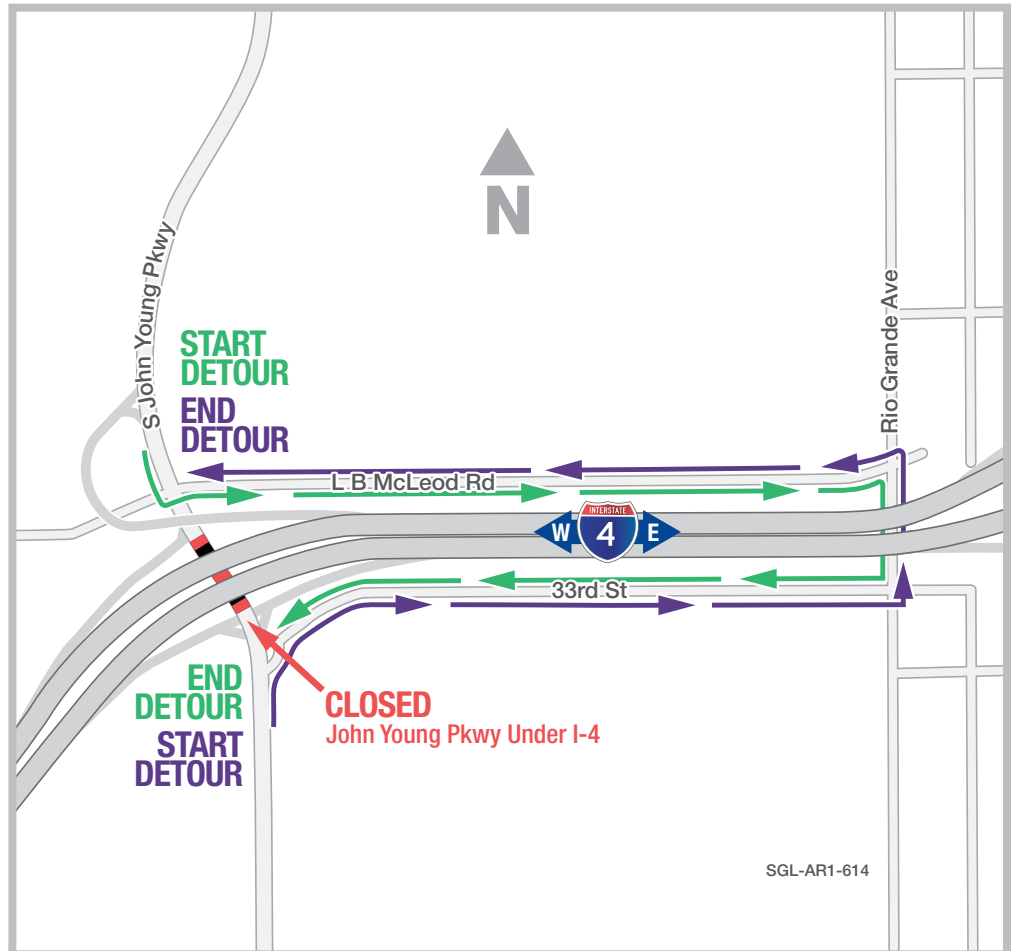 N
S John Young Pkwy
Rio Grande Ave
START
DETOUR
END
DETOUR
L B McLeod Rd
W
INTERSTATE
4
E
33rd St
END
DETOUR
START
DETOUR
CLOSED
John Young Pkwy Under I-4
SGL-AR1-614